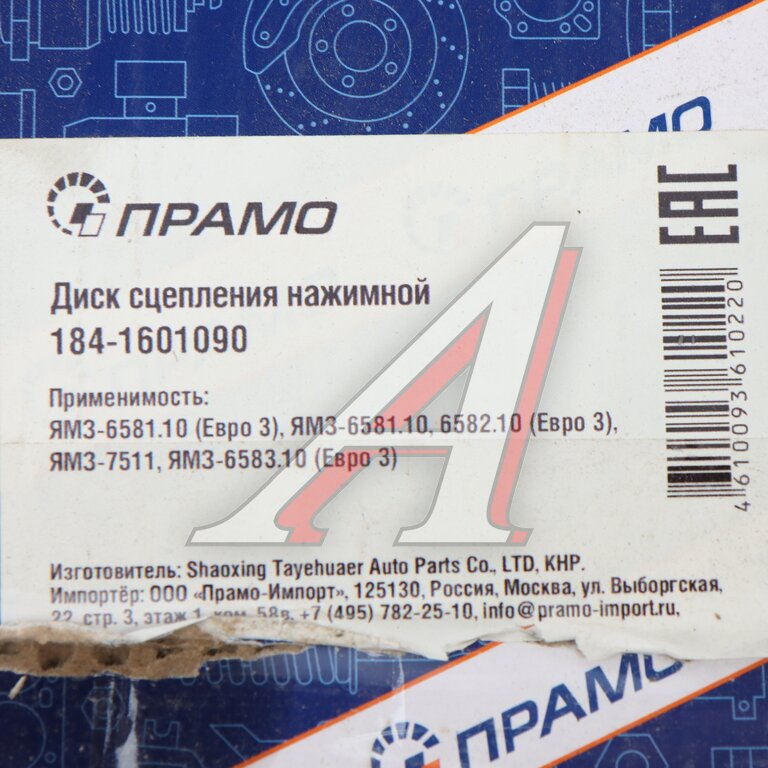 ПРАМО
ПРАМО
EAC
Диск сцепления нажимной
184-1601090
Применимость:
ЯМЗ-6581.10 (Евро 3), ЯМЗ-6581.10, 6582.10 (Евро 3),
ЯМЗ-7511, ЯМЗ-6583.10 (Евро 3)
4610093610220
Изготовитель: Shaoxing Tayehuaer Auto Parts Co., LTD, КНР.
Импортёр: ООО «Прамо-Импорт», 125130, Россия, Москва, ул. Выборгская,
22, стр. 3, этаж 1, ком. 58в, +7 (495) 782-25-10, info@pramo-import.ru,
ПРАМО